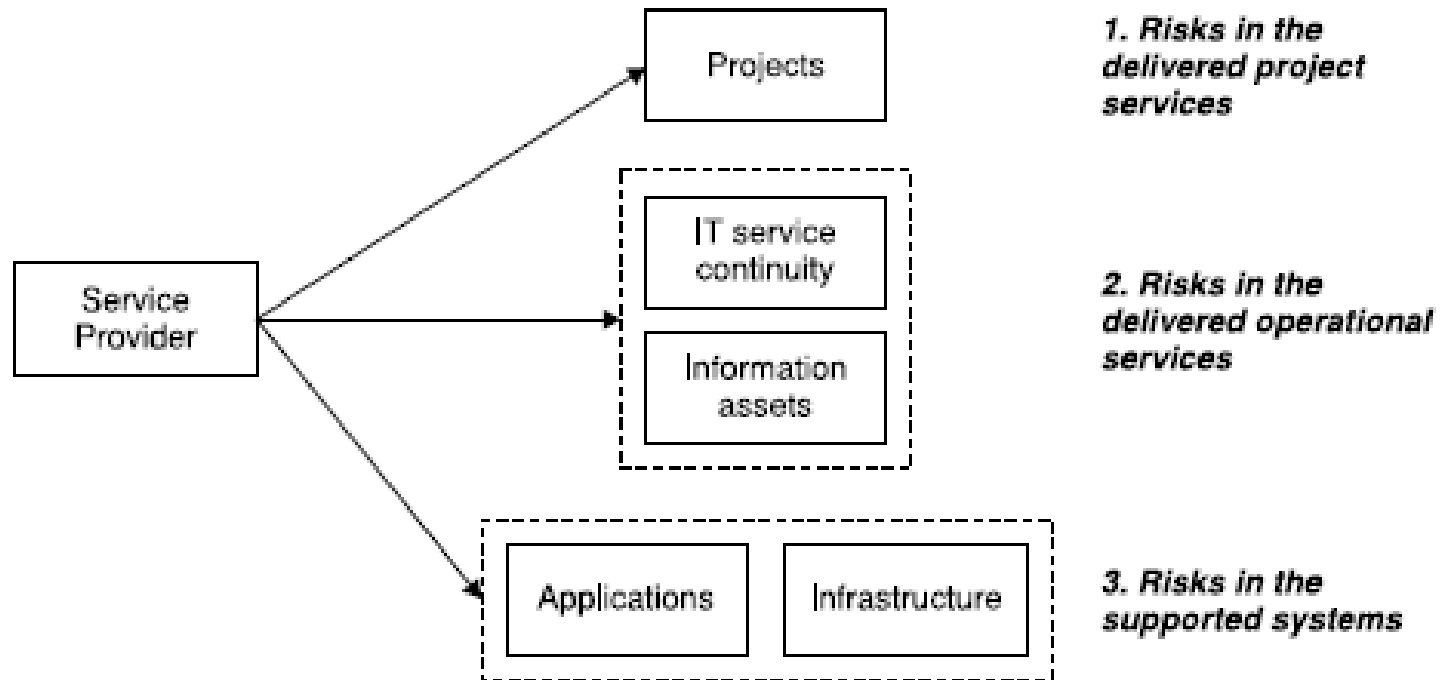 Projects
1. Risks in the
delivered project
services
IT service
continuity
Service
Provider
2. Risks in the
delivered operational
services
Information
assets
Applications
Infrastructure
3. Risks in the
supported systems